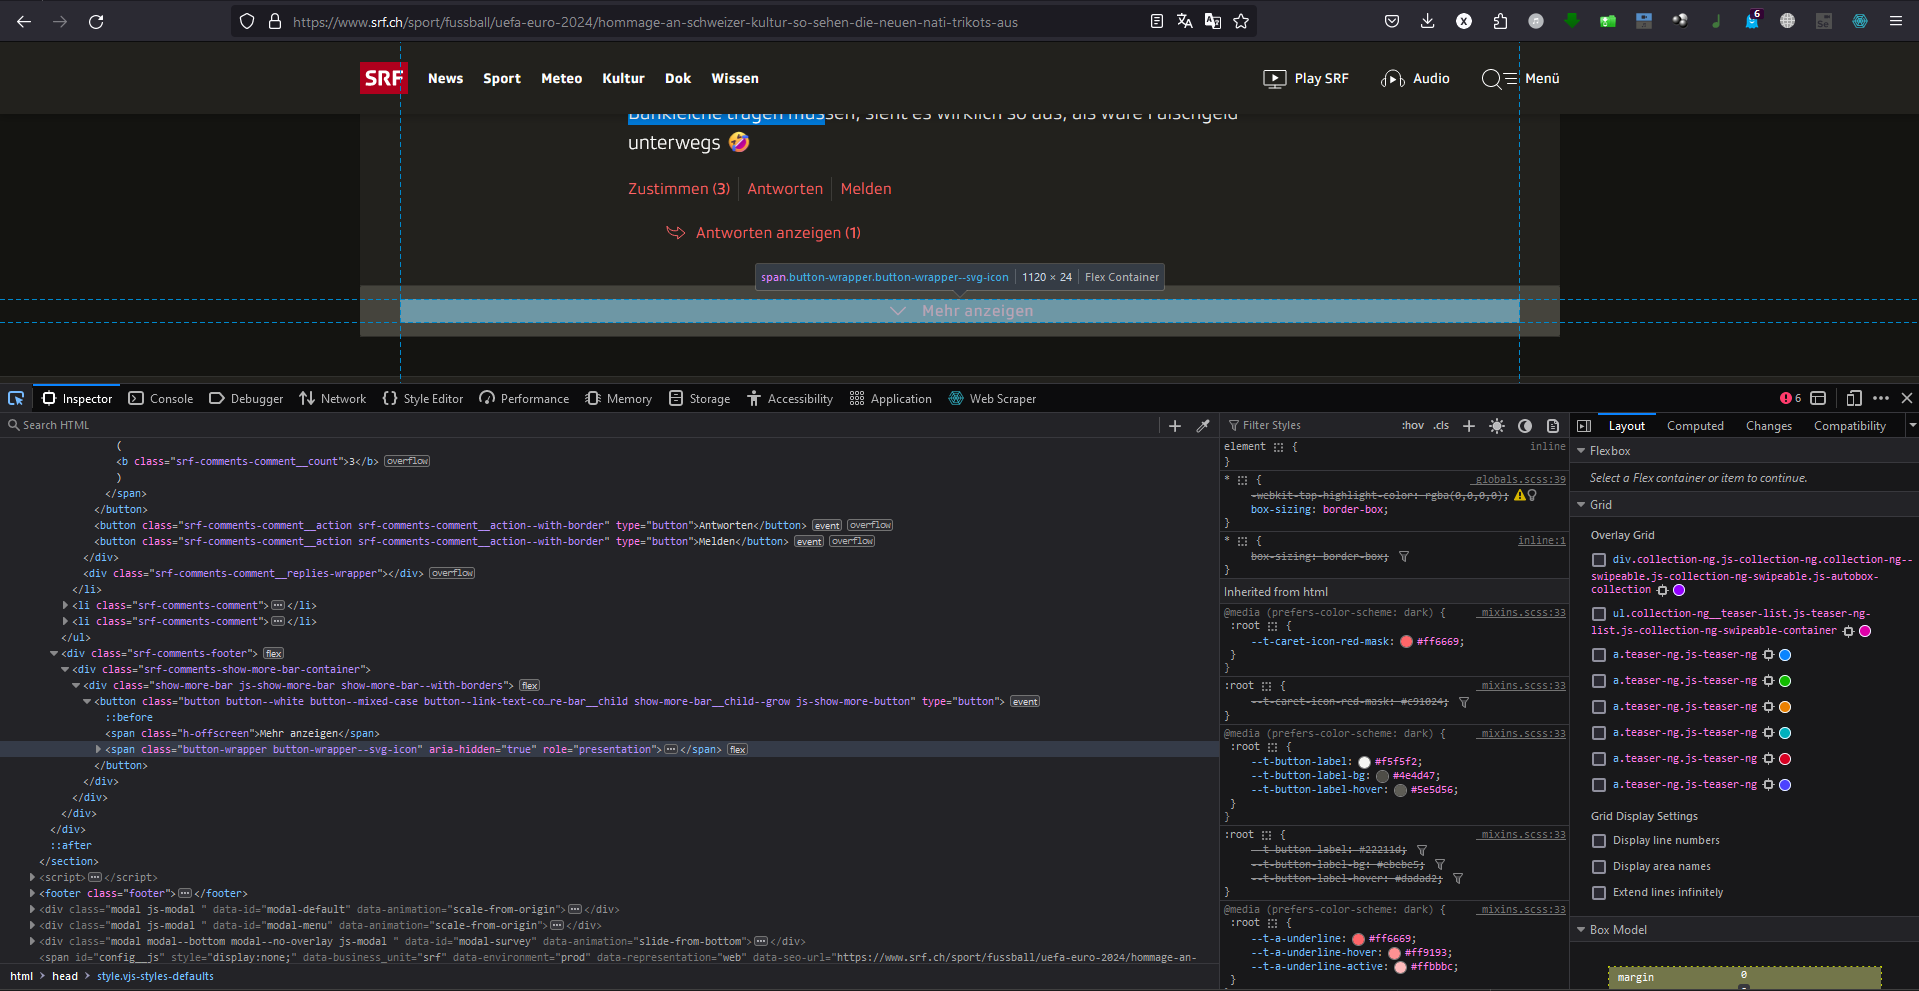 https://www.srf.ch/sport/fussball/uefa-euro-2024/hommage-an-schweizer-kultur-so-sehen-die-neuen-nati-trikots-aus
6
SRF News Sport Meteo Kultur Dok Wissen Play SRF Audio Menü
Bankleiche tragen müssen, sieht es wirklich so aus, als wäre Falschgeld
unterwegs 🤣
Zustimmen (3) Antworten Melden
Antworten anzeigen (1)
span.button-wrapper.button-wrapper--svg-icon 1120 × 24 Flex Container
Mehr anzeigen
Inspector Console Debugger Network Style Editor Performance Memory Storage Accessibility Application Web Scraper 6
Search HTML
(
<b class="srf-comments-comment__count">3</b> overflow
)
</span>
</button>
<button class="srf-comments-comment__action srf-comments-comment__action--with-border" type="button">Antworten</button> event overflow
<button class="srf-comments-comment__action srf-comments-comment__action--with-border" type="button">Melden</button> event overflow
</div>
<div class="srf-comments-comment__replies-wrapper"></div> overflow
</li>
<li class="srf-comments-comment">…</li>
<li class="srf-comments-comment">…</li>
</ul>
<div class="srf-comments-footer"> flex
<div class="srf-comments-show-more-bar-container">
<div class="show-more-bar js-show-more-bar show-more-bar--with-borders"> flex
<button class="button button--white button--mixed-case button--link-text-co…re-bar__child show-more-bar__child--grow js-show-more-button" type="button"> event
::before
<span class="h-offscreen">Mehr anzeigen</span>
<span class="button-wrapper button-wrapper--svg-icon" aria-hidden="true" role="presentation">…</span> flex
</button>
</div>
</div>
</div>
</div>
::after
</section>
<script>…</script>
<footer class="footer">…</footer>
<div class="modal js-modal " data-id="modal-default" data-animation="scale-from-origin">…</div>
<div class="modal js-modal " data-id="modal-menu" data-animation="scale-from-origin">…</div>
<div class="modal modal--bottom modal--no-overlay js-modal " data-id="modal-survey" data-animation="slide-from-bottom">…</div>
<span id="config__js" style="display:none;" data-business_unit="srf" data-environment="prod" data-representation="web" data-seo-url="https://www.srf.ch/sport/fussball/uefa-euro-2024/hommage-an-
html > head > style.vjs-styles-defaults
Filter Styles :hov .cls
element { inline
}
* { _globals.scss:39
-webkit-tap-highlight-color: rgba(0,0,0,0);
box-sizing: border-box;
}
* { inline:1
box-sizing: border-box;
}
Inherited from html
@media (prefers-color-scheme: dark) { _mixins.scss:33
:root {
--t-caret-icon-red-mask: #ff6669;
}
}
:root { _mixins.scss:33
--t-caret-icon-red-mask: #c91024;
}
@media (prefers-color-scheme: dark) { _mixins.scss:33
:root {
--t-button-label: #f5f5f2;
--t-button-label-bg: #4e4d47;
--t-button-label-hover: #5e5d56;
}
}
:root { _mixins.scss:33
--t-button-label: #22211d;
--t-button-label-bg: #ebebe5;
--t-button-label-hover: #dadad2;
}
@media (prefers-color-scheme: dark) { _mixins.scss:33
:root {
--t-a-underline: #ff6669;
--t-a-underline-hover: #ff9193;
--t-a-underline-active: #ffbbbc;
}
Layout Computed Changes Compatibility
Flexbox
Select a Flex container or item to continue.
Grid
Overlay Grid
div.collection-ng.js-collection-ng.collection-ng--
swipeable.js-collection-ng-swipeable.js-autobox-
collection
ul.collection-ng__teaser-list.js-teaser-ng-
list.js-collection-ng-swipeable-container
a.teaser-ng.js-teaser-ng
a.teaser-ng.js-teaser-ng
a.teaser-ng.js-teaser-ng
a.teaser-ng.js-teaser-ng
a.teaser-ng.js-teaser-ng
a.teaser-ng.js-teaser-ng
Grid Display Settings
Display line numbers
Display area names
Extend lines infinitely
Box Model
margin 0